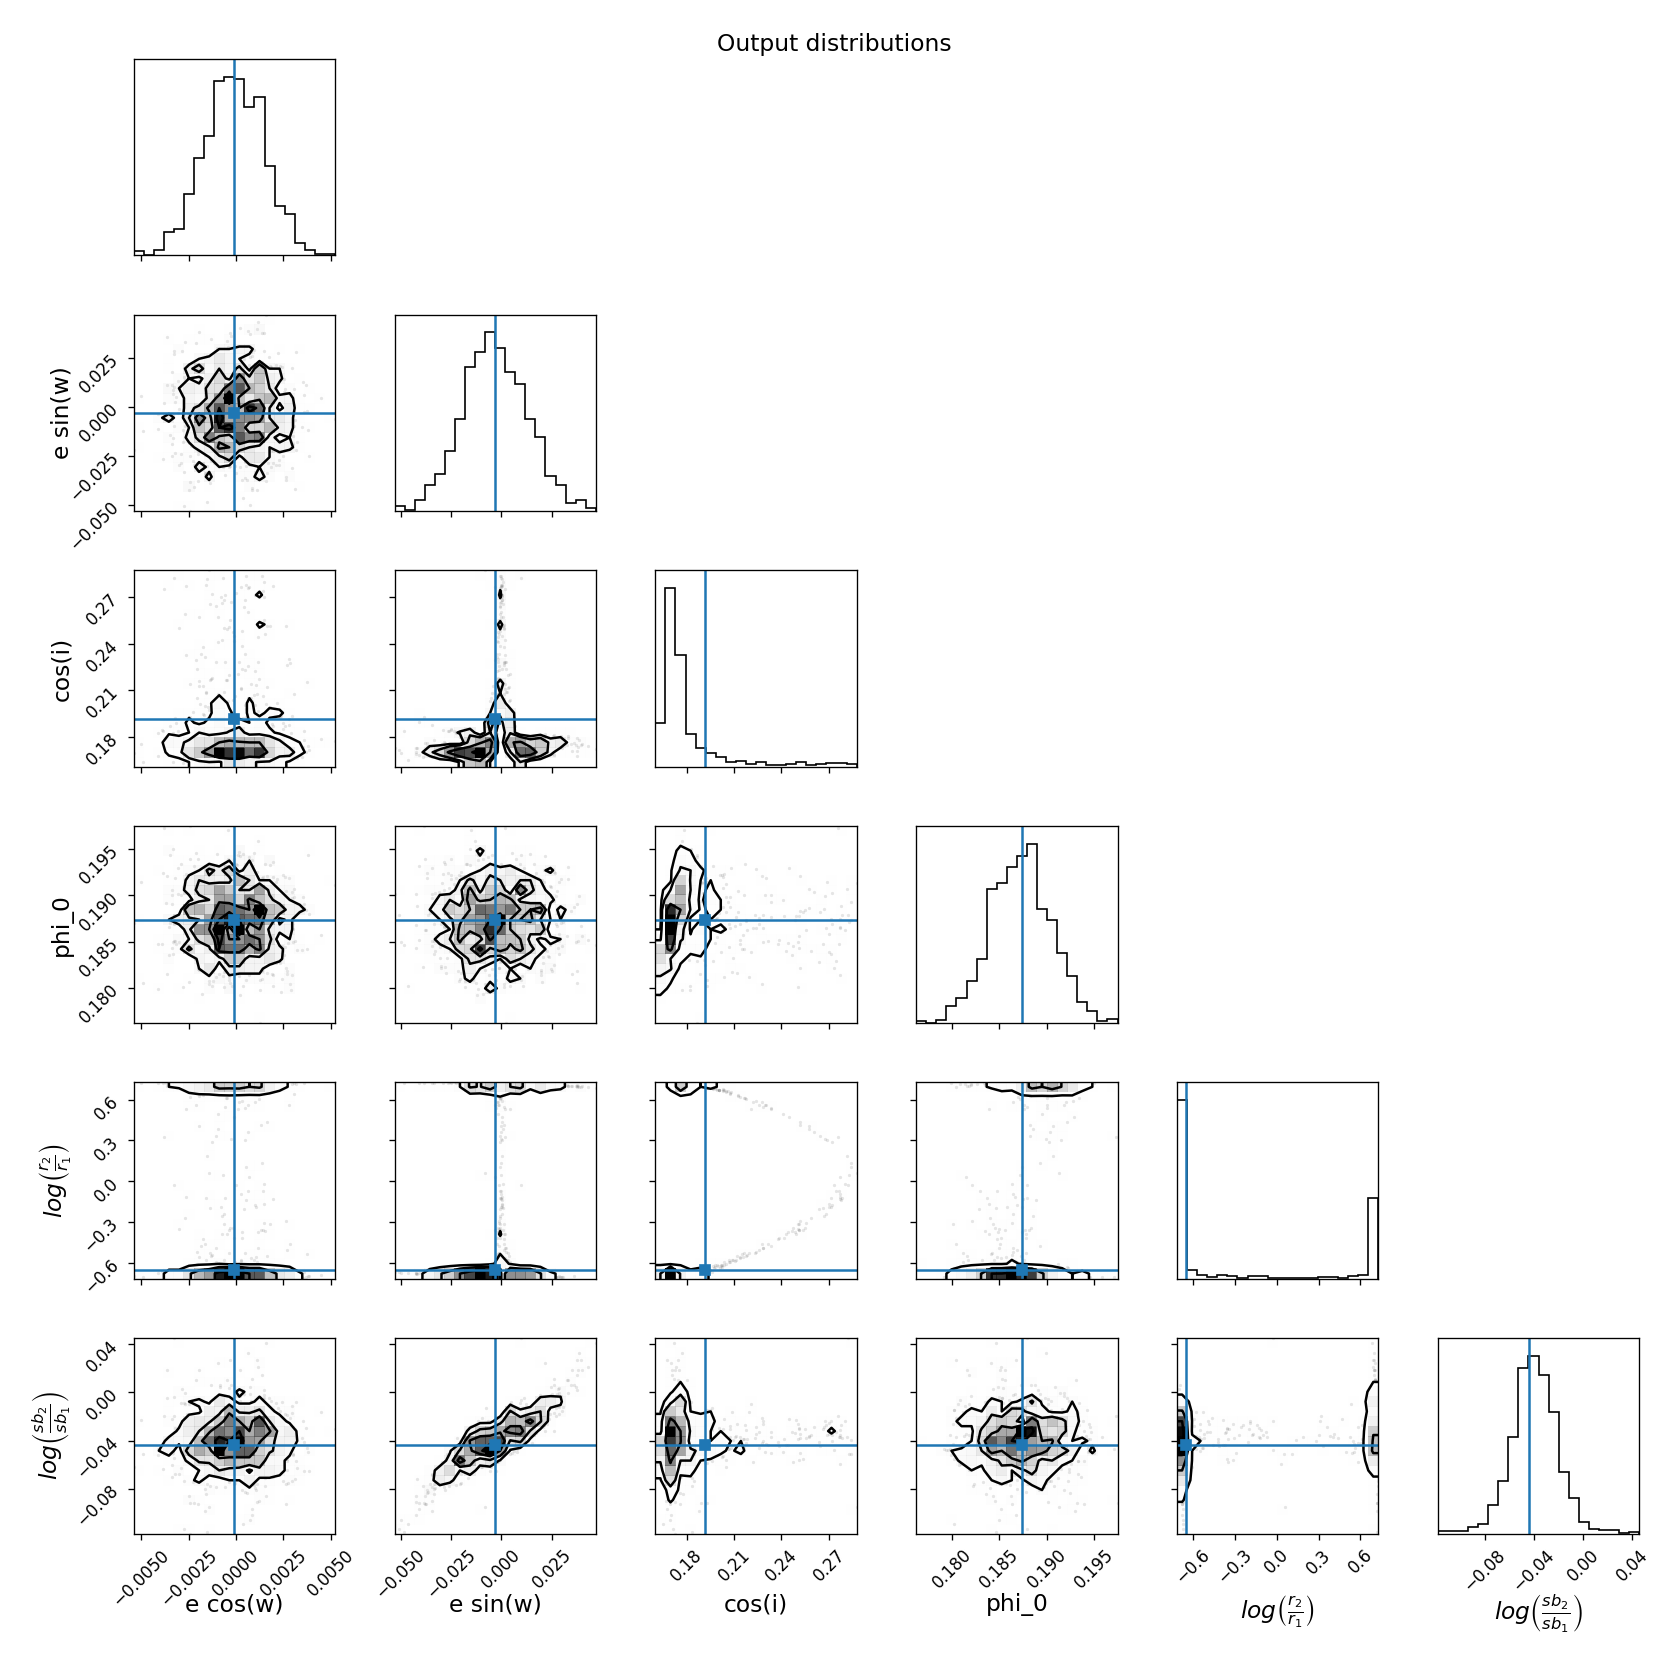 Output distributions
e sin(w)
0.025
0.000
−0.025
−0.050
cos(i)
0.27
0.24
0.21
0.18
phi_0
0.195
0.190
0.185
0.180
log(r₂/r₁)
0.6
0.3
0.0
−0.3
−0.6
log(sb₂/sb₁)
0.04
0.00
−0.04
−0.08
−0.0050 −0.0025 0.0000 0.0025 0.0050
e cos(w)
−0.050 −0.025 0.000 0.025
e sin(w)
0.18 0.21 0.24 0.27
cos(i)
0.180 0.185 0.190 0.195
phi_0
−0.6 −0.3 0.0 0.3 0.6
log(r₂/r₁)
−0.08 −0.04 0.00 0.04
log(sb₂/sb₁)